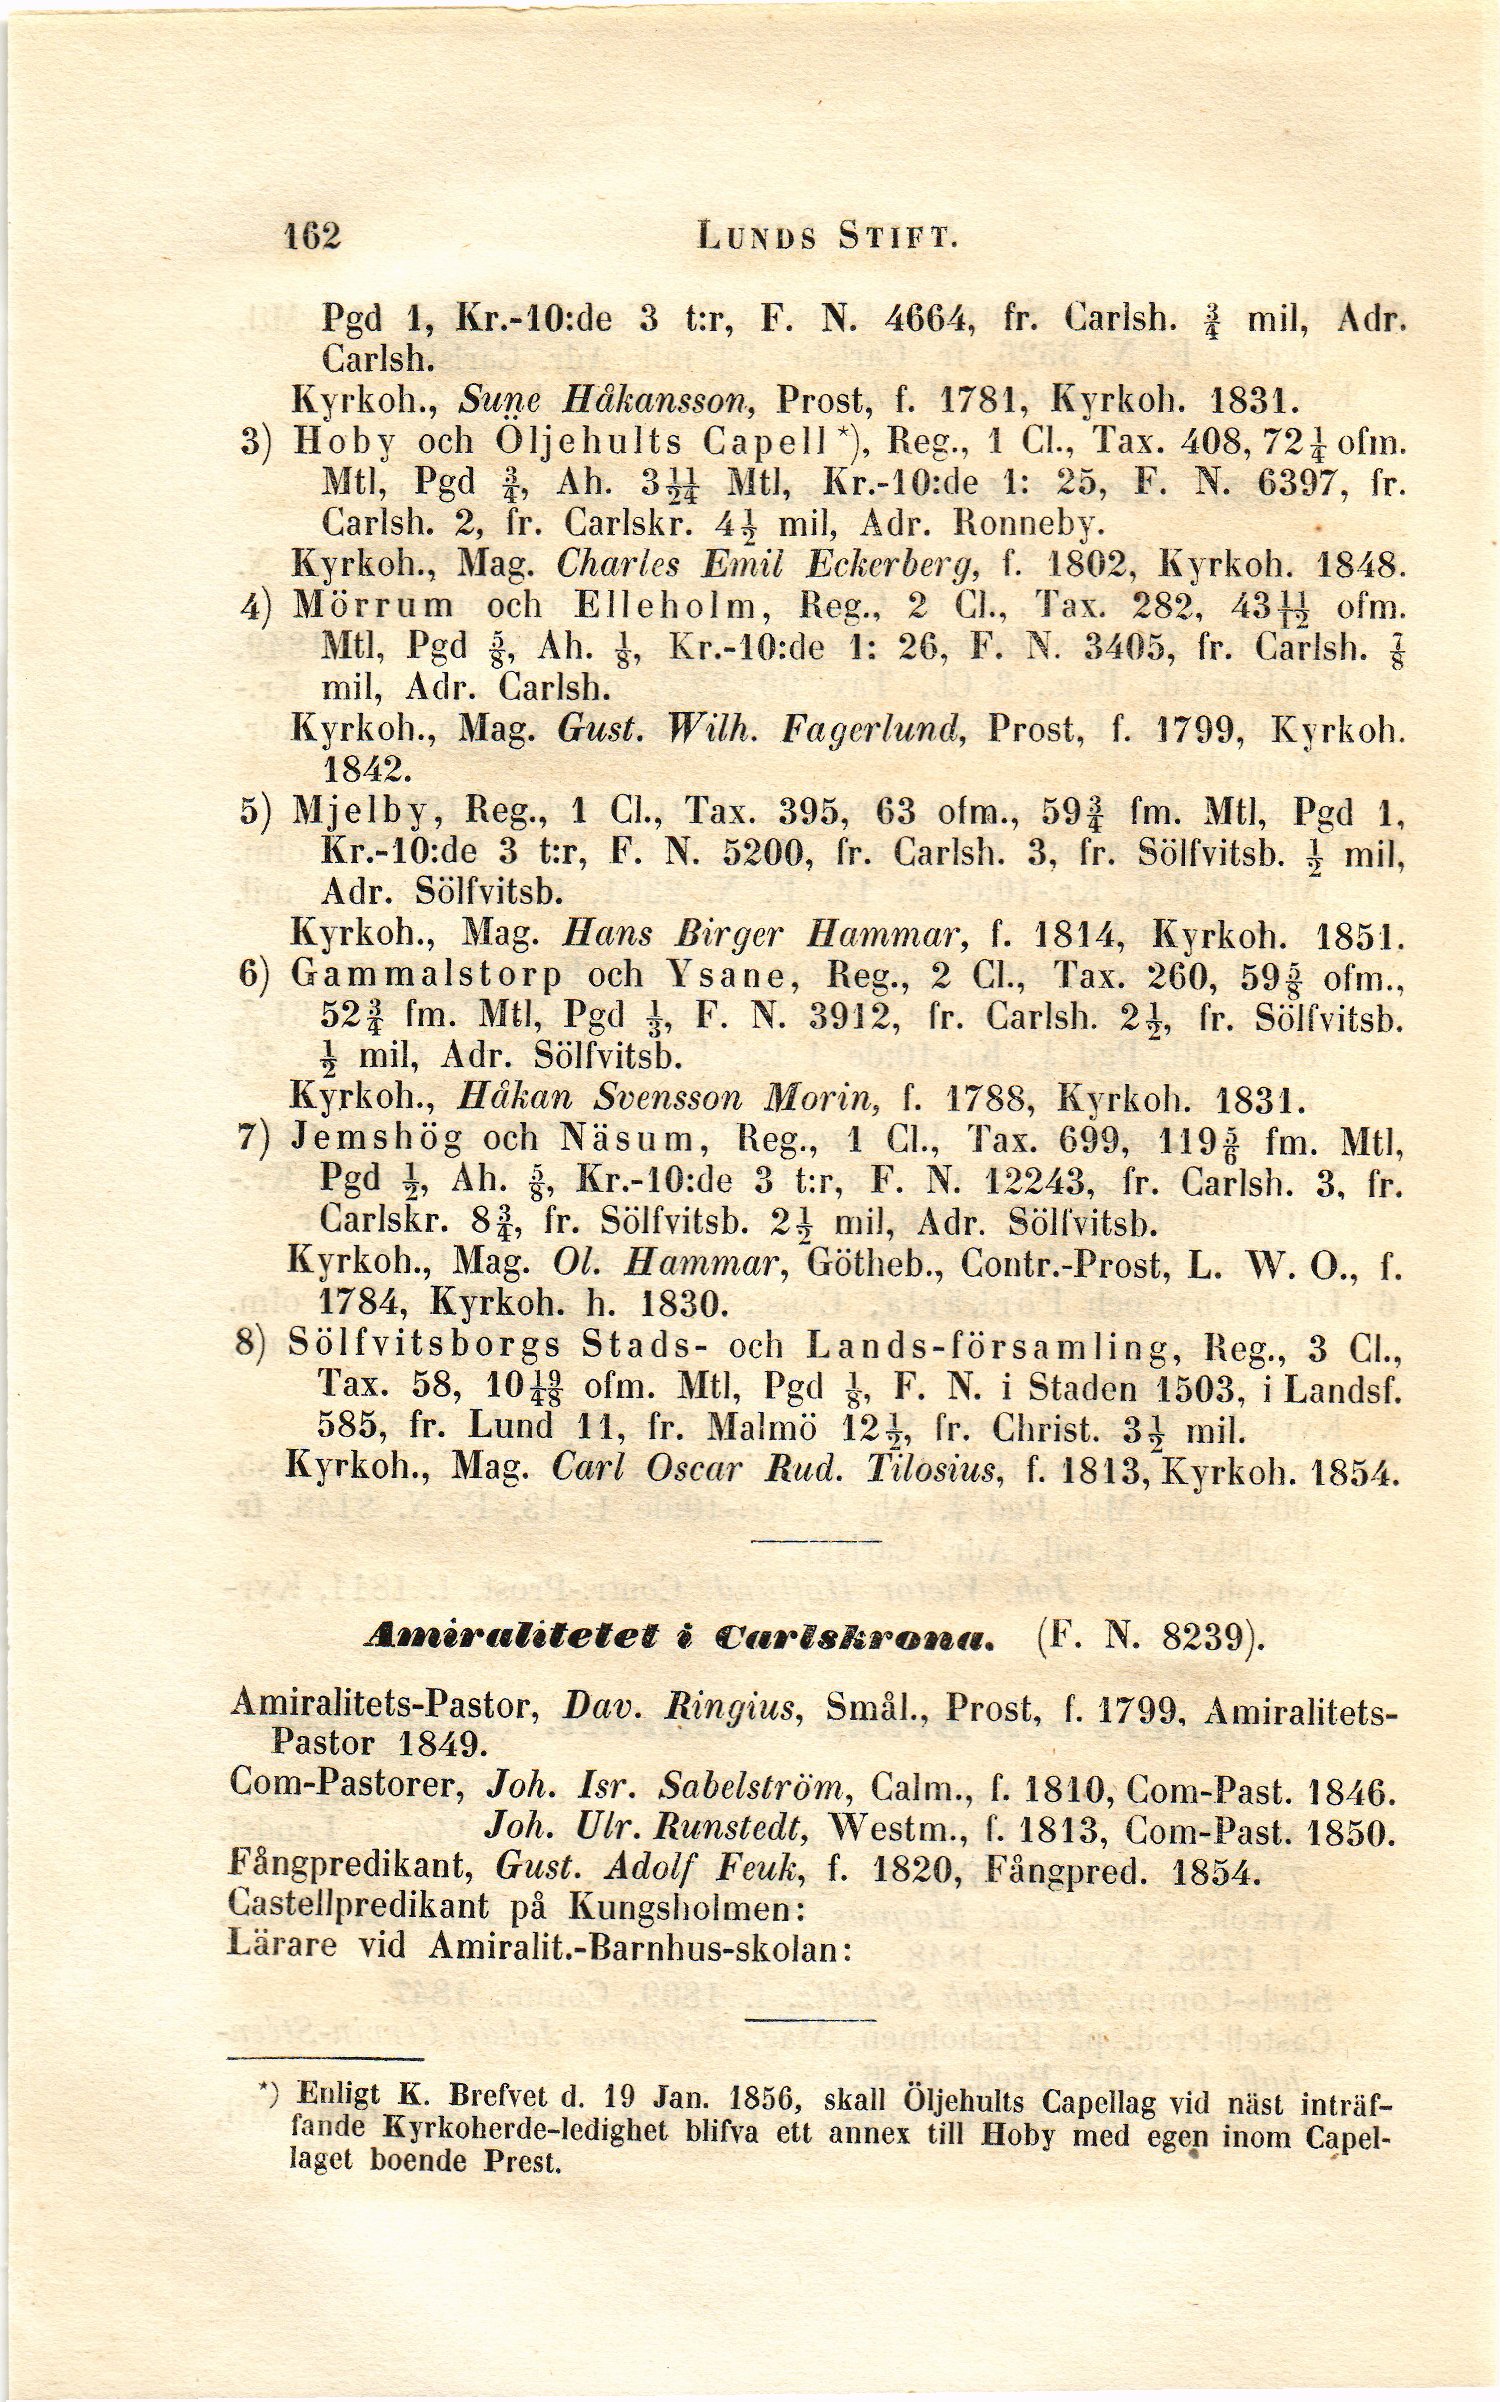 162 LUNDS STIFT.
Pgd 1, Kr.-10:de 3 t:r, F. N. 4664, fr. Carlsh. ¾ mil, Adr.
Carlsh.
Kyrkoh., Sune Håkansson, Prost, f. 1781, Kyrkoh. 1831.
3) Hoby och Öljehults Capell*), Reg., 1 Cl., Tax. 408, 72¼ ofm.
Mtl, Pgd ¾, Ah. 3 11/24 Mtl, Kr.-10:de 1: 25, F. N. 6397, fr.
Carlsh. 2, fr. Carlskr. 4½ mil, Adr. Ronneby.
Kyrkoh., Mag. Charles Emil Eckerberg, f. 1802, Kyrkoh. 1848.
4) Mörrum och Elleholm, Reg., 2 Cl., Tax. 282, 43 11/12 ofm.
Mtl, Pgd ⅝, Ah. ⅛, Kr.-10:de 1: 26, F. N. 3405, fr. Carlsh. ⅞
mil, Adr. Carlsh.
Kyrkoh., Mag. Gust. Wilh. Fagerlund, Prost, f. 1799, Kyrkoh.
1842.
5) Mjelby, Reg., 1 Cl., Tax. 395, 63 ofm., 59¾ fm. Mtl, Pgd 1,
Kr.-10:de 3 t:r, F. N. 5200, fr. Carlsh. 3, fr. Sölfvitsb. ½ mil,
Adr. Sölfvitsb.
Kyrkoh., Mag. Hans Birger Hammar, f. 1814, Kyrkoh. 1851.
6) Gammalstorp och Ysane, Reg., 2 Cl., Tax. 260, 59⅝ ofm.,
52¾ fm. Mtl, Pgd ⅓, F. N. 3912, fr. Carlsh. 2½, fr. Sölfvitsb.
½ mil, Adr. Sölfvitsb.
Kyrkoh., Håkan Svensson Morin, f. 1788, Kyrkoh. 1831.
7) Jemshög och Näsum, Reg., 1 Cl., Tax. 699, 119⅚ fm. Mtl,
Pgd ½, Ah. ⅝, Kr.-10:de 3 t:r, F. N. 12243, fr. Carlsh. 3, fr.
Carlskr. 8¾, fr. Sölfvitsb. 2½ mil, Adr. Sölfvitsb.
Kyrkoh., Mag. Ol. Hammar, Götheb., Contr.-Prost, L. W. O., f.
1784, Kyrkoh. h. 1830.
8) Sölfvitsborgs Stads- och Lands-församling, Reg., 3 Cl.,
Tax. 58, 10 19/48 ofm. Mtl, Pgd ⅛, F. N. i Staden 1503, i Landsf.
585, fr. Lund 11, fr. Malmö 12½, fr. Christ. 3½ mil.
Kyrkoh., Mag. Carl Oscar Rud. Tilosius, f. 1813, Kyrkoh. 1854.
Amiralitetet i Carlskrona. (F. N. 8239).
Amiralitets-Pastor, Dav. Ringius, Smål., Prost, f. 1799, Amiralitets-
Pastor 1849.
Com-Pastorer, Joh. Isr. Sabelström, Calm., f. 1810, Com-Past. 1846.
Joh. Ulr. Runstedt, Westm., f. 1813, Com-Past. 1850.
Fångpredikant, Gust. Adolf Feuk, f. 1820, Fångpred. 1854.
Castellpredikant på Kungsholmen:
Lärare vid Amiralit.-Barnhus-skolan:
*) Enligt K. Brefvet d. 19 Jan. 1856, skall Öljehults Capellag vid näst inträf-
fande Kyrkoherde-ledighet blifva ett annex till Hoby med egen inom Capel-
laget boende Prest.